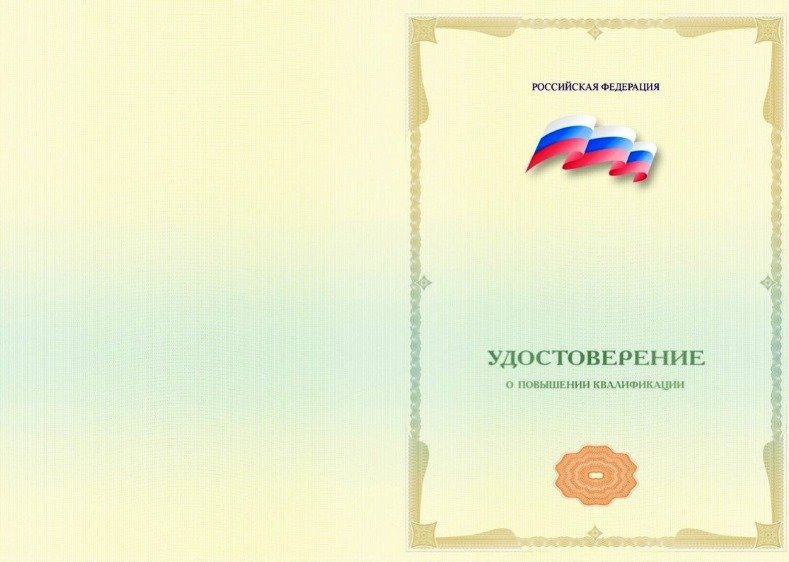 РОССИЙСКАЯ ФЕДЕРАЦИЯ
УДОСТОВЕРЕНИЕ
О ПОВЫШЕНИИ КВАЛИФИКАЦИИ